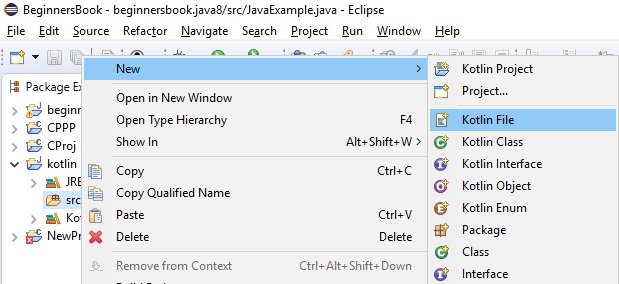 BeginnersBook - beginnersbook.java8/src/JavaExample.java - Eclipse
File Edit Source Refactor Navigate Search Project Run Window Help
Package Ex
beginn
CPPP
CProj
kotlin
JRE
src
Ko
NewPr
New
Open in New Window
Open Type Hierarchy F4
Show In Alt+Shift+W
Copy Ctrl+C
Copy Qualified Name
Paste Ctrl+V
Delete Delete
Remove from Context Ctrl+Alt+Shift+Down
Kotlin Project
Project...
Kotlin File
Kotlin Class
Kotlin Interface
Kotlin Object
Kotlin Enum
Package
Class
Interface